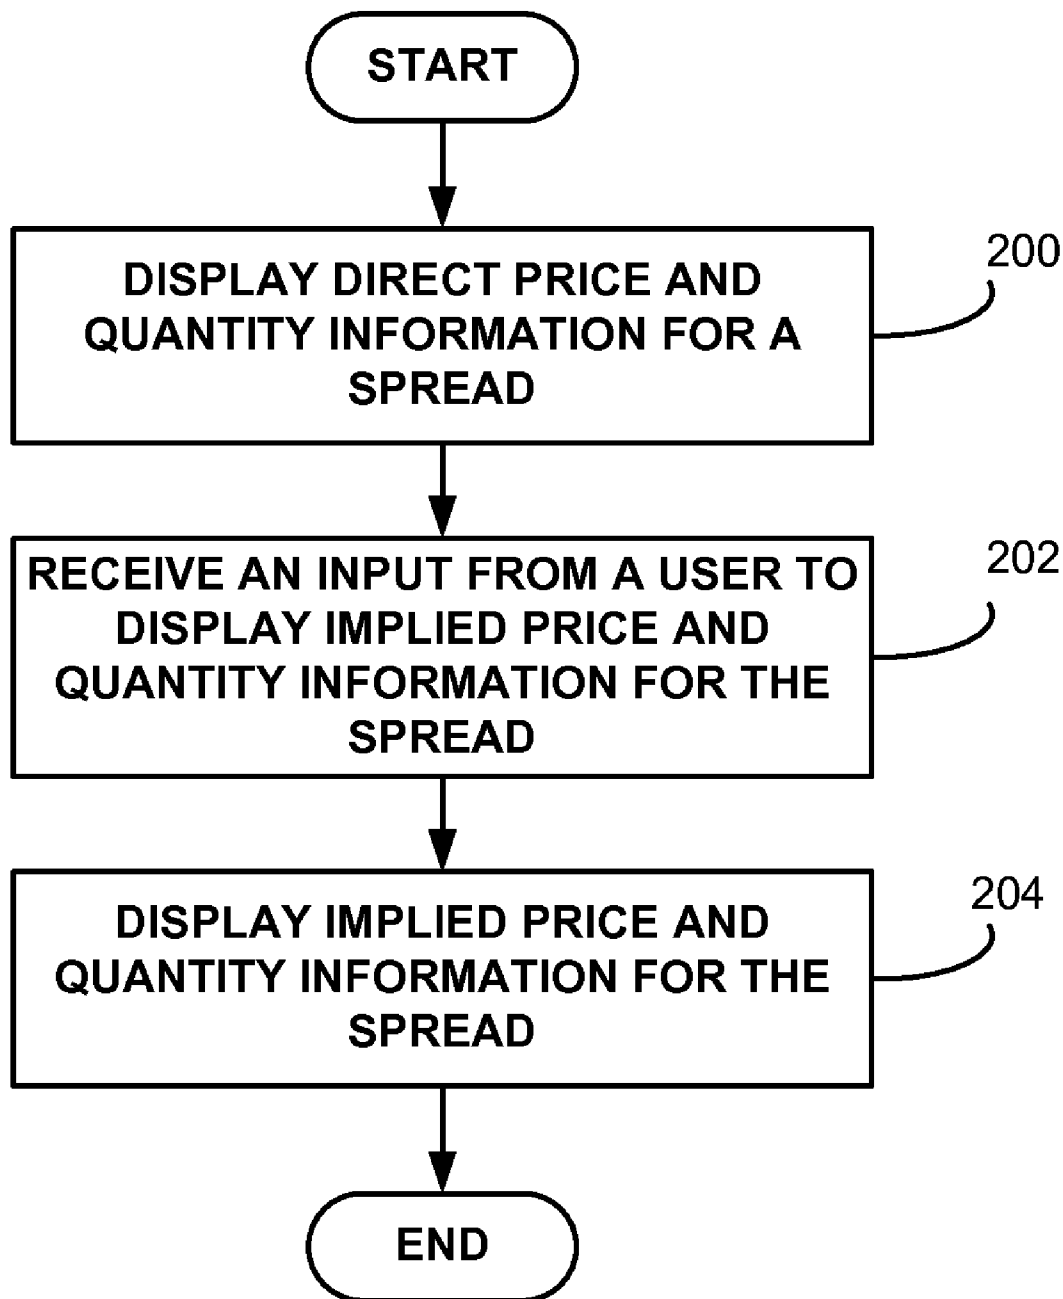 START
DISPLAY DIRECT PRICE AND
QUANTITY INFORMATION FOR A
SPREAD
200
RECEIVE AN INPUT FROM A USER TO
DISPLAY IMPLIED PRICE AND
QUANTITY INFORMATION FOR THE
SPREAD
202
DISPLAY IMPLIED PRICE AND
QUANTITY INFORMATION FOR THE
SPREAD
204
END